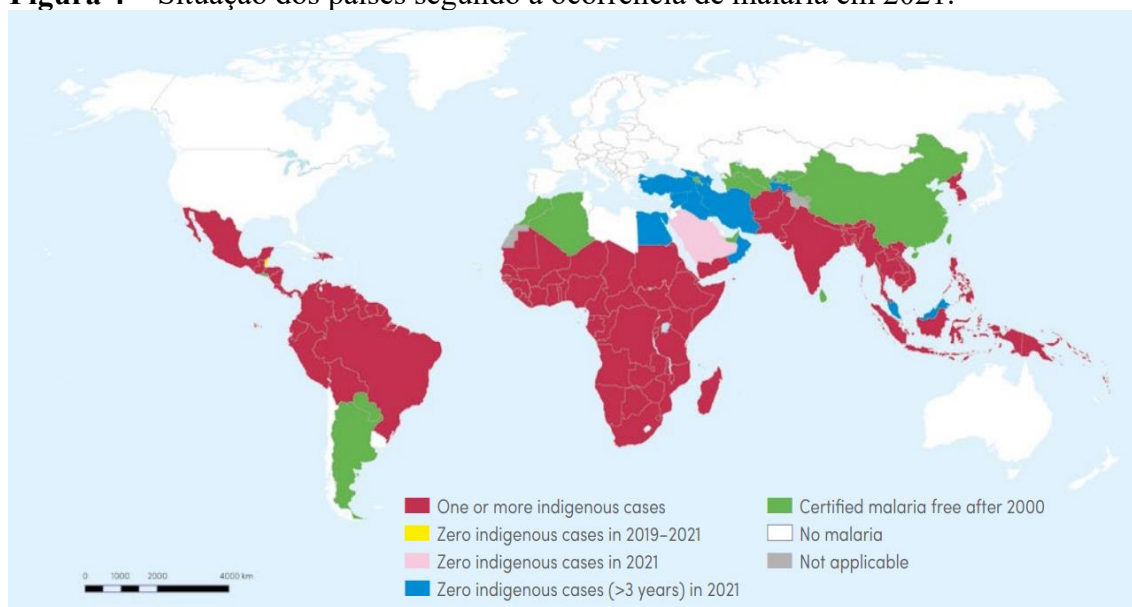 Figura 4 – Situação dos países segundo a ocorrência de malária em 2021.
One or more indigenous cases
Zero indigenous cases in 2019–2021
Zero indigenous cases in 2021
Zero indigenous cases (>3 years) in 2021
Certified malaria free after 2000
No malaria
Not applicable
0 1000 2000 4000 km